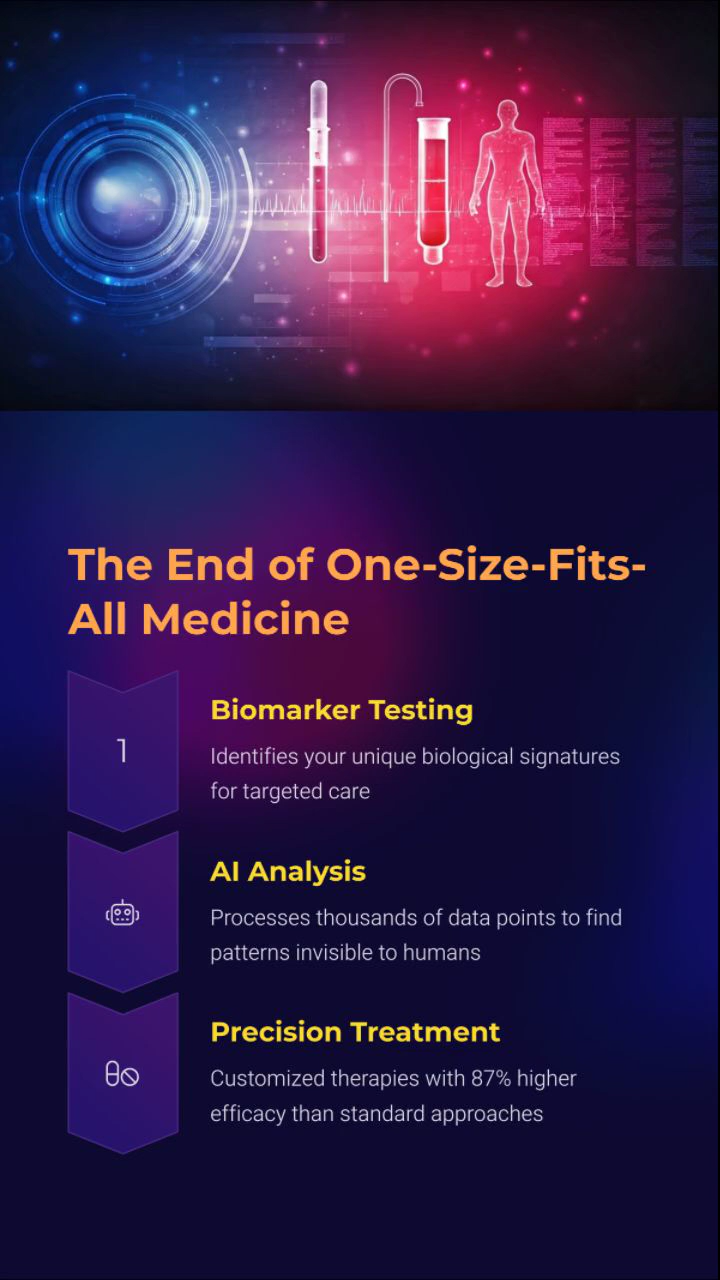 The End of One-Size-Fits-
All Medicine
1
Biomarker Testing
Identifies your unique biological signatures
for targeted care
AI Analysis
Processes thousands of data points to find
patterns invisible to humans
Precision Treatment
Customized therapies with 87% higher
efficacy than standard approaches